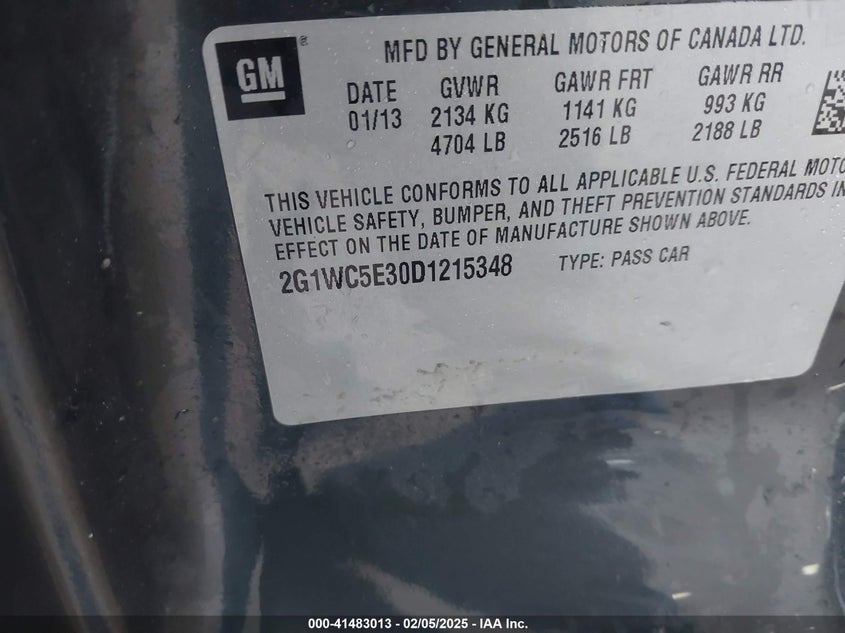 GM
MFD BY GENERAL MOTORS OF CANADA LTD.
DATE GVWR GAWR FRT GAWR RR
01/13 2134 KG 1141 KG 993 KG
4704 LB 2516 LB 2188 LB
THIS VEHICLE CONFORMS TO ALL APPLICABLE U.S. FEDERAL MOTO
VEHICLE SAFETY, BUMPER, AND THEFT PREVENTION STANDARDS IN
EFFECT ON THE DATE OF MANUFACTURE SHOWN ABOVE.
2G1WC5E30D1215348 TYPE: PASS CAR
000-41483013 - 02/05/2025 - IAA Inc.